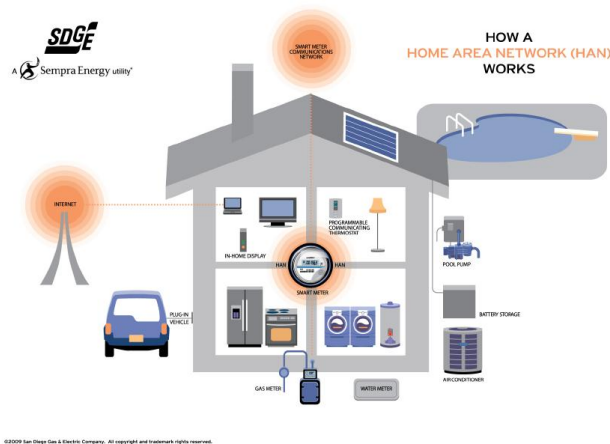 SDGE
A Sempra Energy utility®
HOW A
HOME AREA NETWORK (HAN)
WORKS
SMART METER
COMMUNICATIONS
NETWORK
INTERNET
IN-HOME DISPLAY
PROGRAMMABLE
COMMUNICATING
THERMOSTAT
HAN
HAN
SMART METER
POOL PUMP
PLUG-IN
VEHICLE
BATTERY STORAGE
GAS METER
WATER METER
AIR CONDITIONER
©2009 San Diego Gas & Electric Company. All copyright and trademark rights reserved.